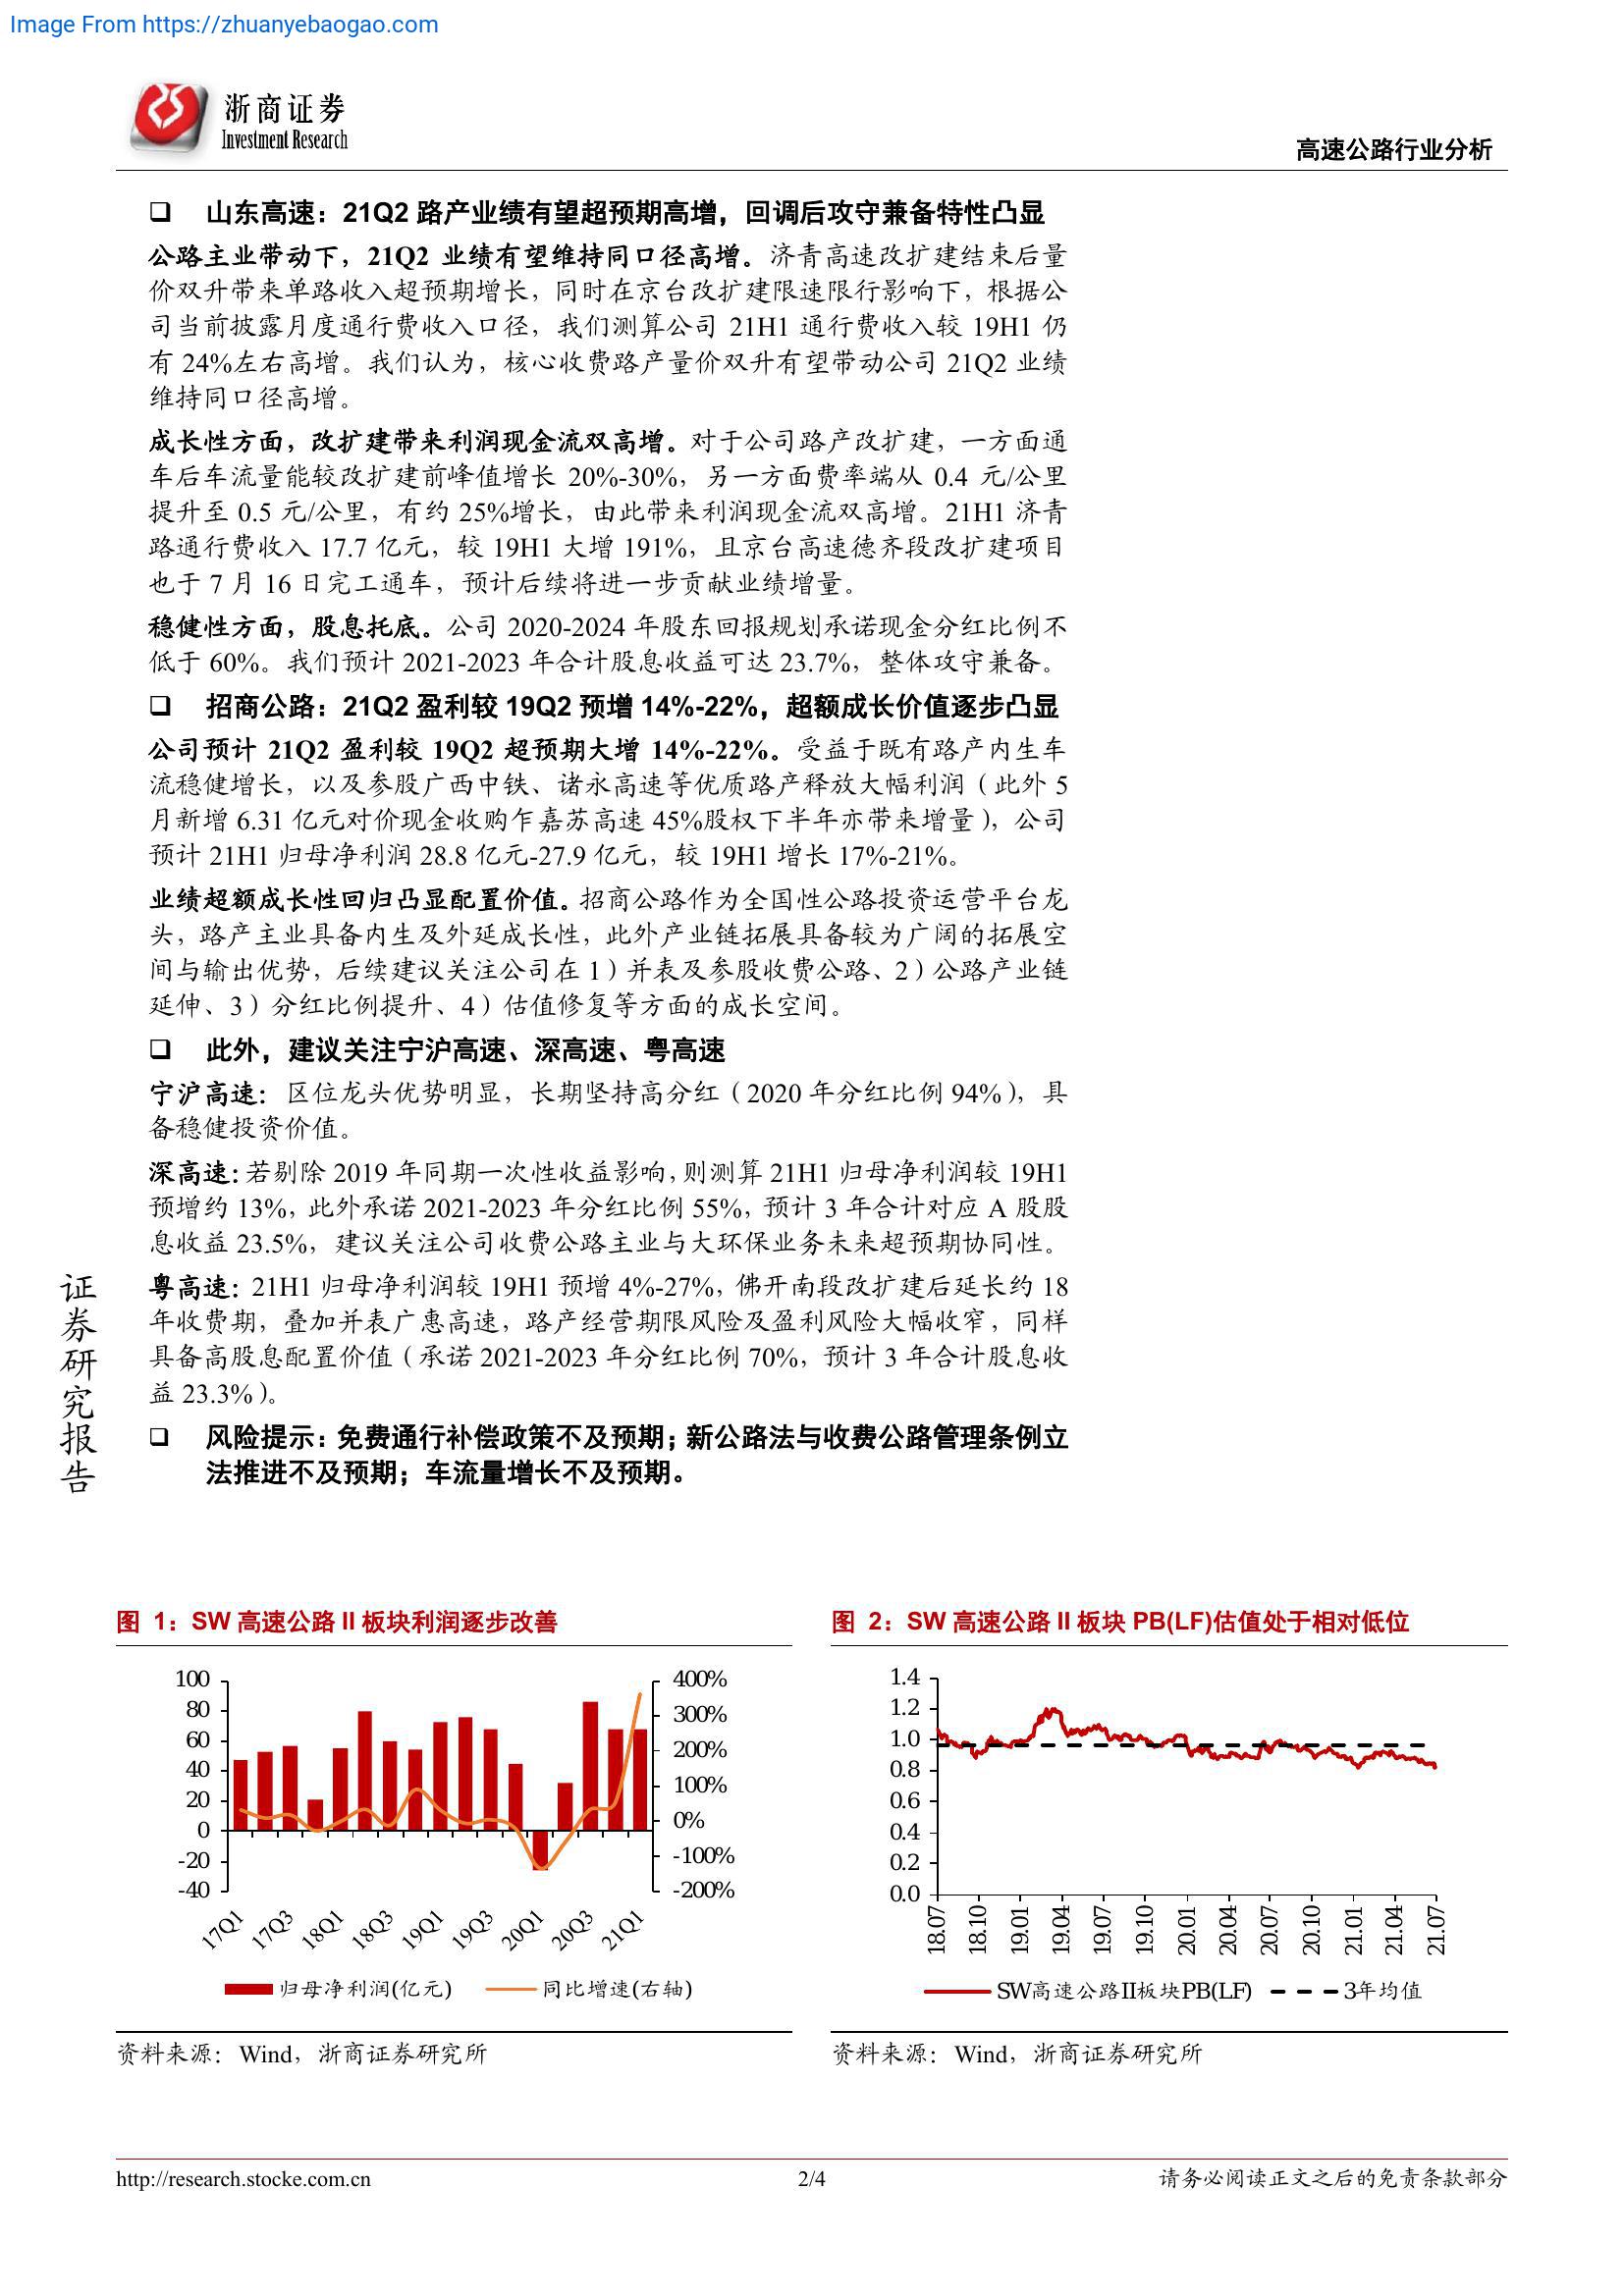 Image From https://zhuanyebaogao.com
浙商证券
Investment Research
高速公路行业分析
❑ 山东高速：21Q2 路产业绩有望超预期高增，回调后攻守兼备特性凸显
公路主业带动下，21Q2 业绩有望维持同口径高增。济青高速改扩建结束后量
价双升带来单路收入超预期增长，同时在京台改扩建限速限行影响下，根据公
司当前披露月度通行费收入口径，我们测算公司 21H1 通行费收入较 19H1 仍
有 24%左右高增。我们认为，核心收费路产量价双升有望带动公司 21Q2 业绩
维持同口径高增。
成长性方面，改扩建带来利润现金流双高增。对于公司路产改扩建，一方面通
车后车流量能较改扩建前峰值增长 20%-30%，另一方面费率端从 0.4 元/公里
提升至 0.5 元/公里，有约 25%增长，由此带来利润现金流双高增。21H1 济青
路通行费收入 17.7 亿元，较 19H1 大增 191%，且京台高速德齐段改扩建项目
也于 7 月 16 日完工通车，预计后续将进一步贡献业绩增量。
稳健性方面，股息托底。公司 2020-2024 年股东回报规划承诺现金分红比例不
低于 60%。我们预计 2021-2023 年合计股息收益可达 23.7%，整体攻守兼备。
❑ 招商公路：21Q2 盈利较 19Q2 预增 14%-22%，超额成长价值逐步凸显
公司预计 21Q2 盈利较 19Q2 超预期大增 14%-22%。受益于既有路产内生车
流稳健增长，以及参股广西中铁、诸永高速等优质路产释放大幅利润（此外 5
月新增 6.31 亿元对价现金收购乍嘉苏高速 45%股权下半年亦带来增量），公司
预计 21H1 归母净利润 28.8 亿元-27.9 亿元，较 19H1 增长 17%-21%。
业绩超额成长性回归凸显配置价值。招商公路作为全国性公路投资运营平台龙
头，路产主业具备内生及外延成长性，此外产业链拓展具备较为广阔的拓展空
间与输出优势，后续建议关注公司在 1）并表及参股收费公路、2）公路产业链
延伸、3）分红比例提升、4）估值修复等方面的成长空间。
❑ 此外，建议关注宁沪高速、深高速、粤高速
宁沪高速：区位龙头优势明显，长期坚持高分红（2020 年分红比例 94%），具
备稳健投资价值。
深高速：若剔除 2019 年同期一次性收益影响，则测算 21H1 归母净利润较 19H1
预增约 13%，此外承诺 2021-2023 年分红比例 55%，预计 3 年合计对应 A 股股
息收益 23.5%，建议关注公司收费公路主业与大环保业务未来超预期协同性。
粤高速：21H1 归母净利润较 19H1 预增 4%-27%，佛开南段改扩建后延长约 18
年收费期，叠加并表广惠高速，路产经营期限风险及盈利风险大幅收窄，同样
具备高股息配置价值（承诺 2021-2023 年分红比例 70%，预计 3 年合计股息收
益 23.3%）。
❑ 风险提示：免费通行补偿政策不及预期；新公路法与收费公路管理条例立
法推进不及预期；车流量增长不及预期。
证券研究报告
图 1：SW 高速公路 II 板块利润逐步改善
100
80
60
40
20
0
-20
-40
400%
300%
200%
100%
0%
-100%
-200%
17Q1 17Q3 18Q1 18Q3 19Q1 19Q3 20Q1 20Q3 21Q1
归母净利润(亿元) 同比增速(右轴)
资料来源：Wind，浙商证券研究所
图 2：SW 高速公路 II 板块 PB(LF)估值处于相对低位
1.4
1.2
1.0
0.8
0.6
0.4
0.2
0.0
18.07 18.10 19.01 19.04 19.07 19.10 20.01 20.04 20.07 20.10 21.01 21.04 21.07
SW高速公路II板块PB(LF) 3年均值
资料来源：Wind，浙商证券研究所
http://research.stocke.com.cn
2/4
请务必阅读正文之后的免责条款部分